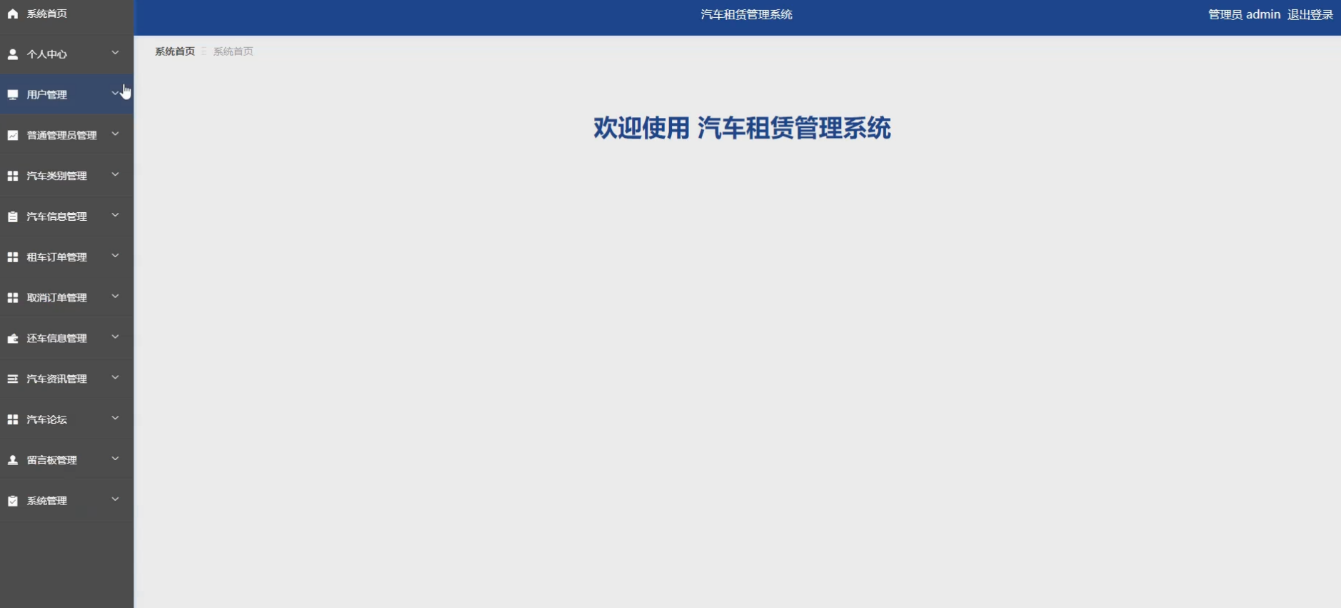 系统首页
汽车租赁管理系统
管理员 admin 退出登录
个人中心
系统首页 系统首页
用户管理
欢迎使用 汽车租赁管理系统
普通管理员管理
汽车类别管理
汽车信息管理
租车订单管理
取消订单管理
还车信息管理
汽车资讯管理
汽车论坛
留言板管理
系统管理